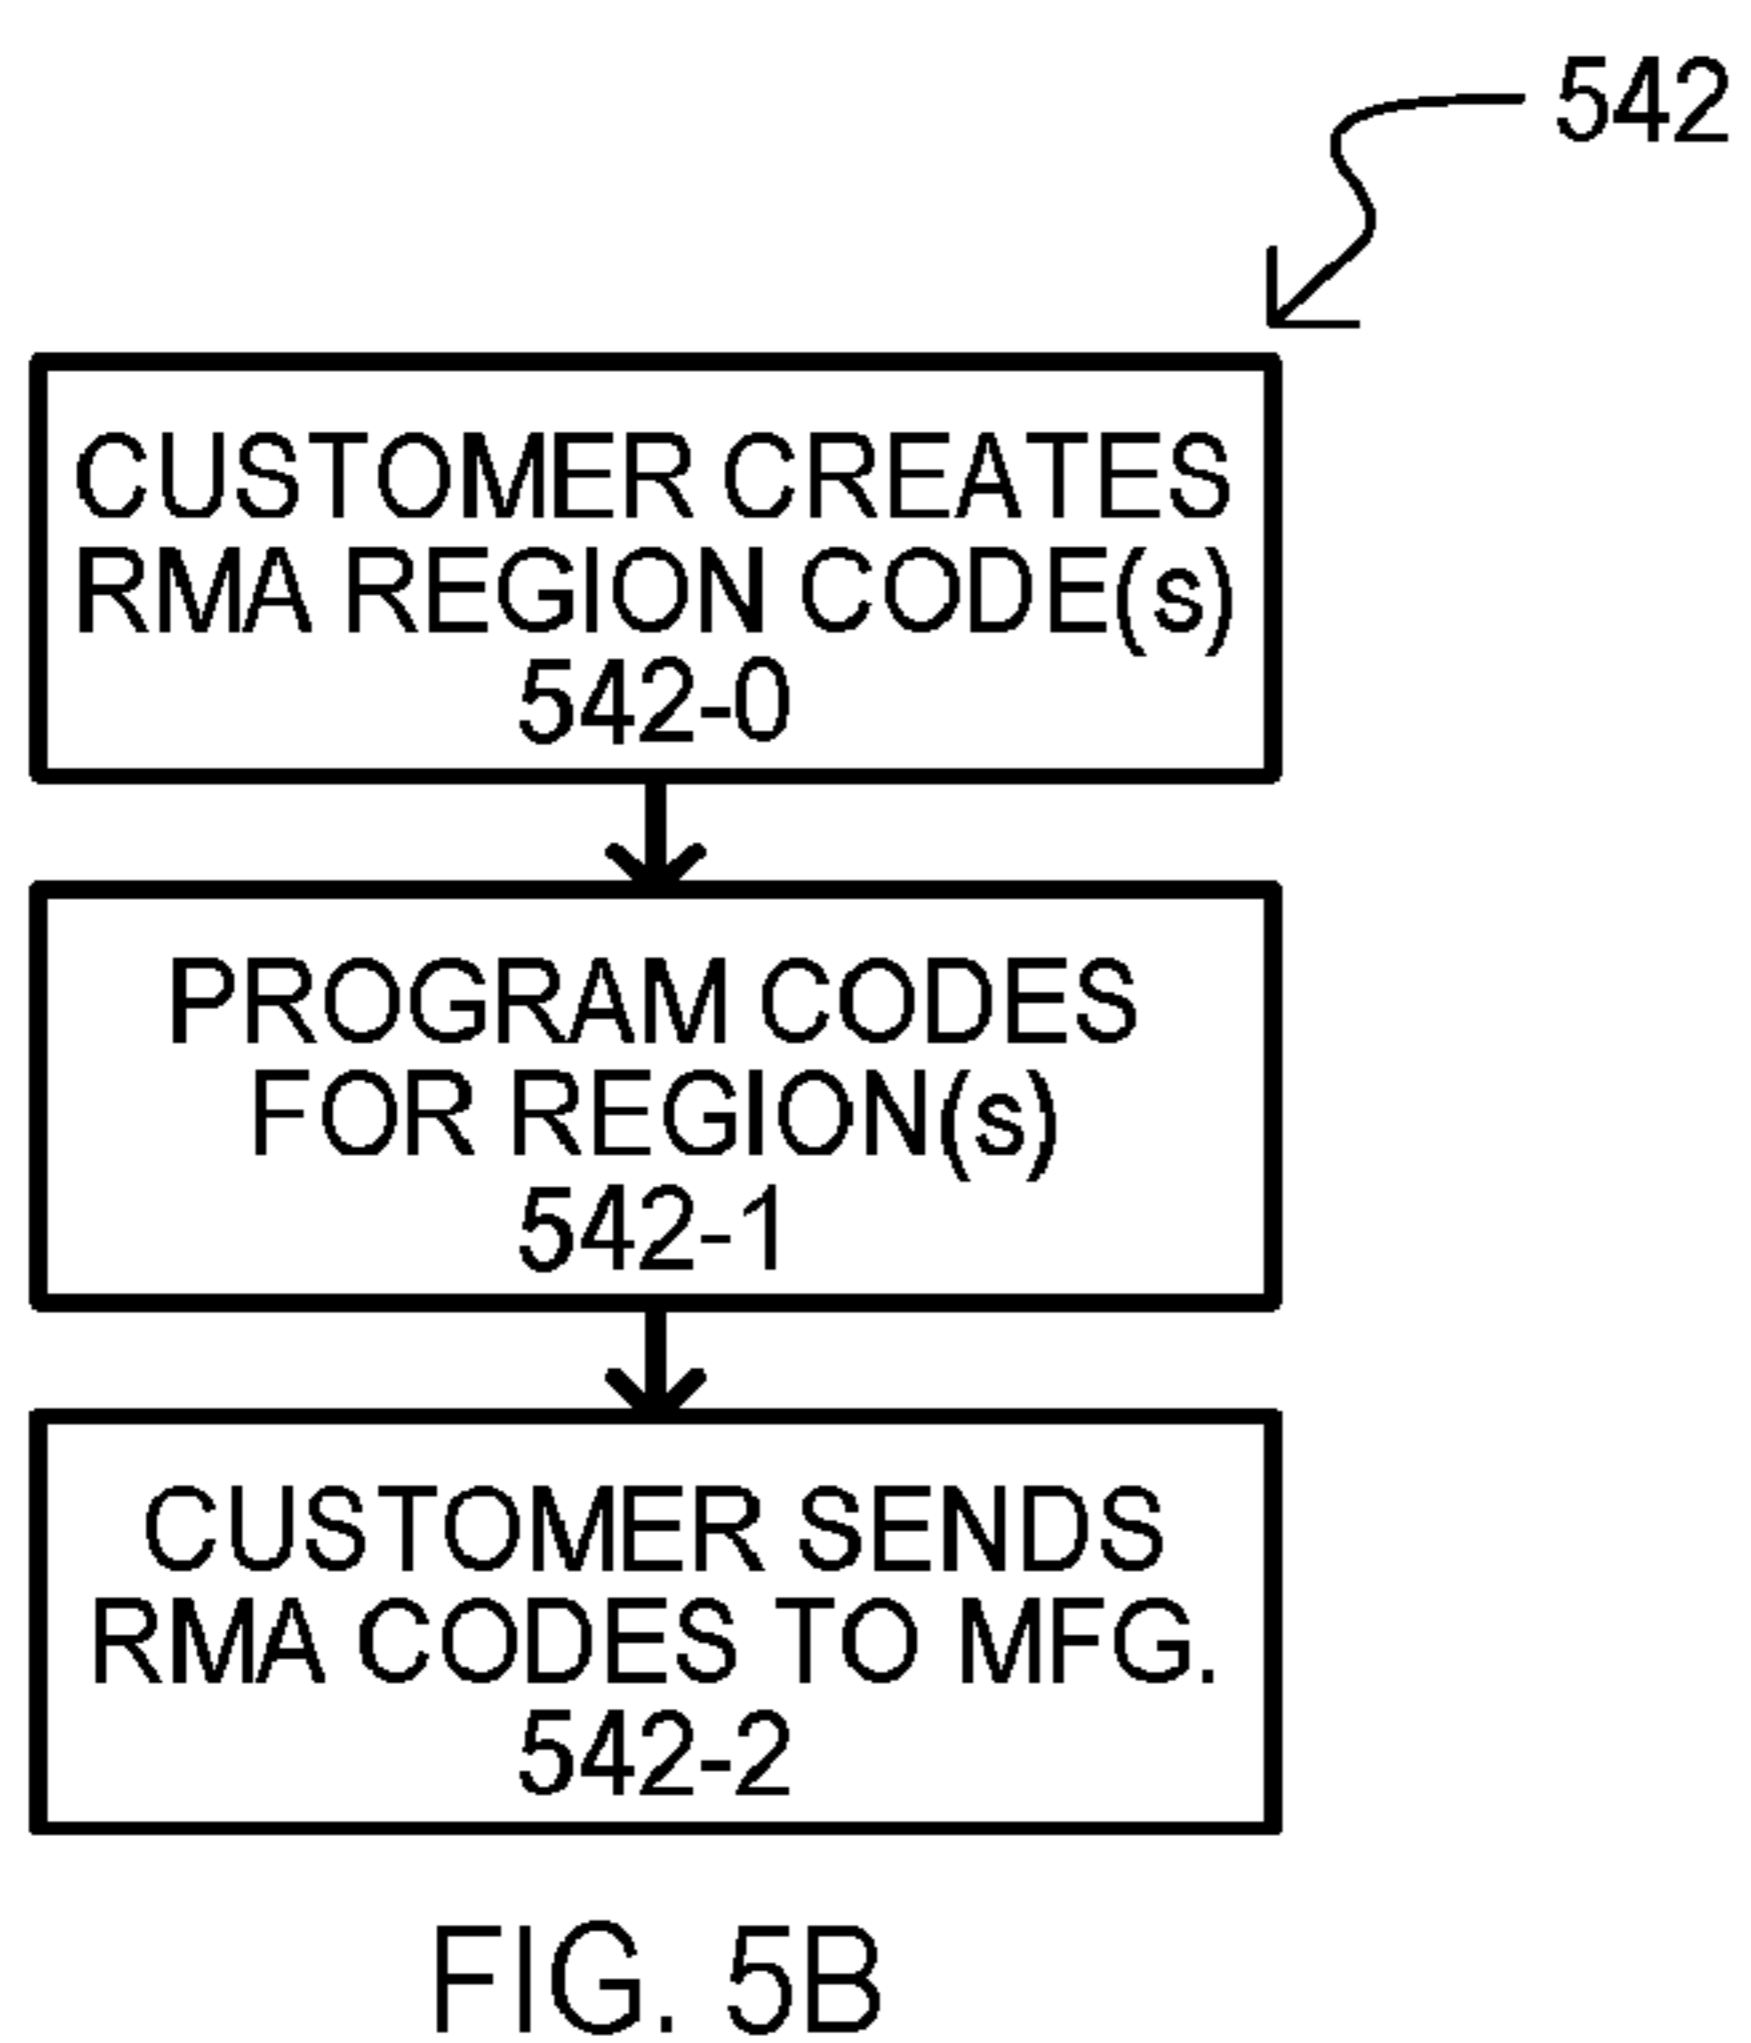 542
CUSTOMER CREATES
RMA REGION CODE(s)
542-0
PROGRAM CODES
FOR REGION(s)
542-1
CUSTOMER SENDS
RMA CODES TO MFG.
542-2
FIG. 5B